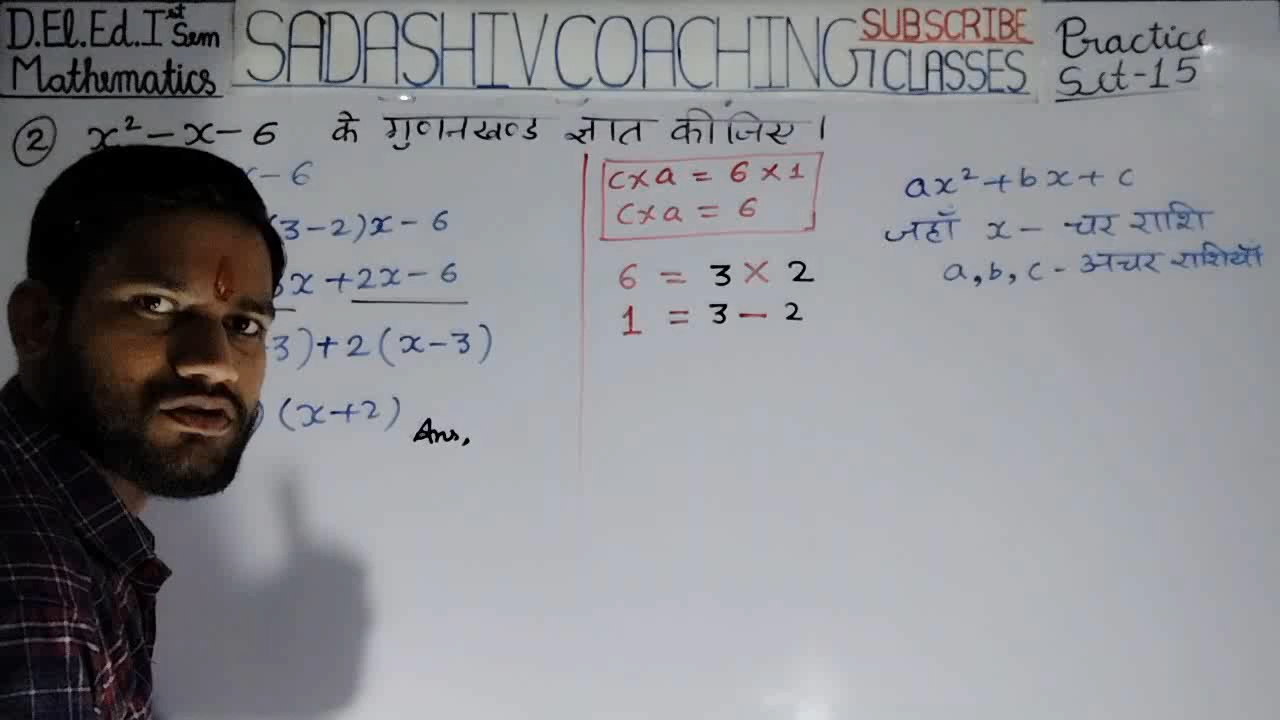 D.El.Ed. Ist Sem
Mathematics
SADASHIV COACHING CLASSES
SUBSCRIBE
Practice
Set-15
② x² - x - 6 के गुणनखण्ड ज्ञात कीजिए।
x - 6
(3-2)x - 6
3x + 2x - 6
3) + 2(x-3)
) (x+2) Ans,
c×a = 6×1
c×a = 6
6 = 3 × 2
1 = 3 - 2
ax² + bx + c
जहाँ x - चर राशि
a, b, c - अचर राशियाँ